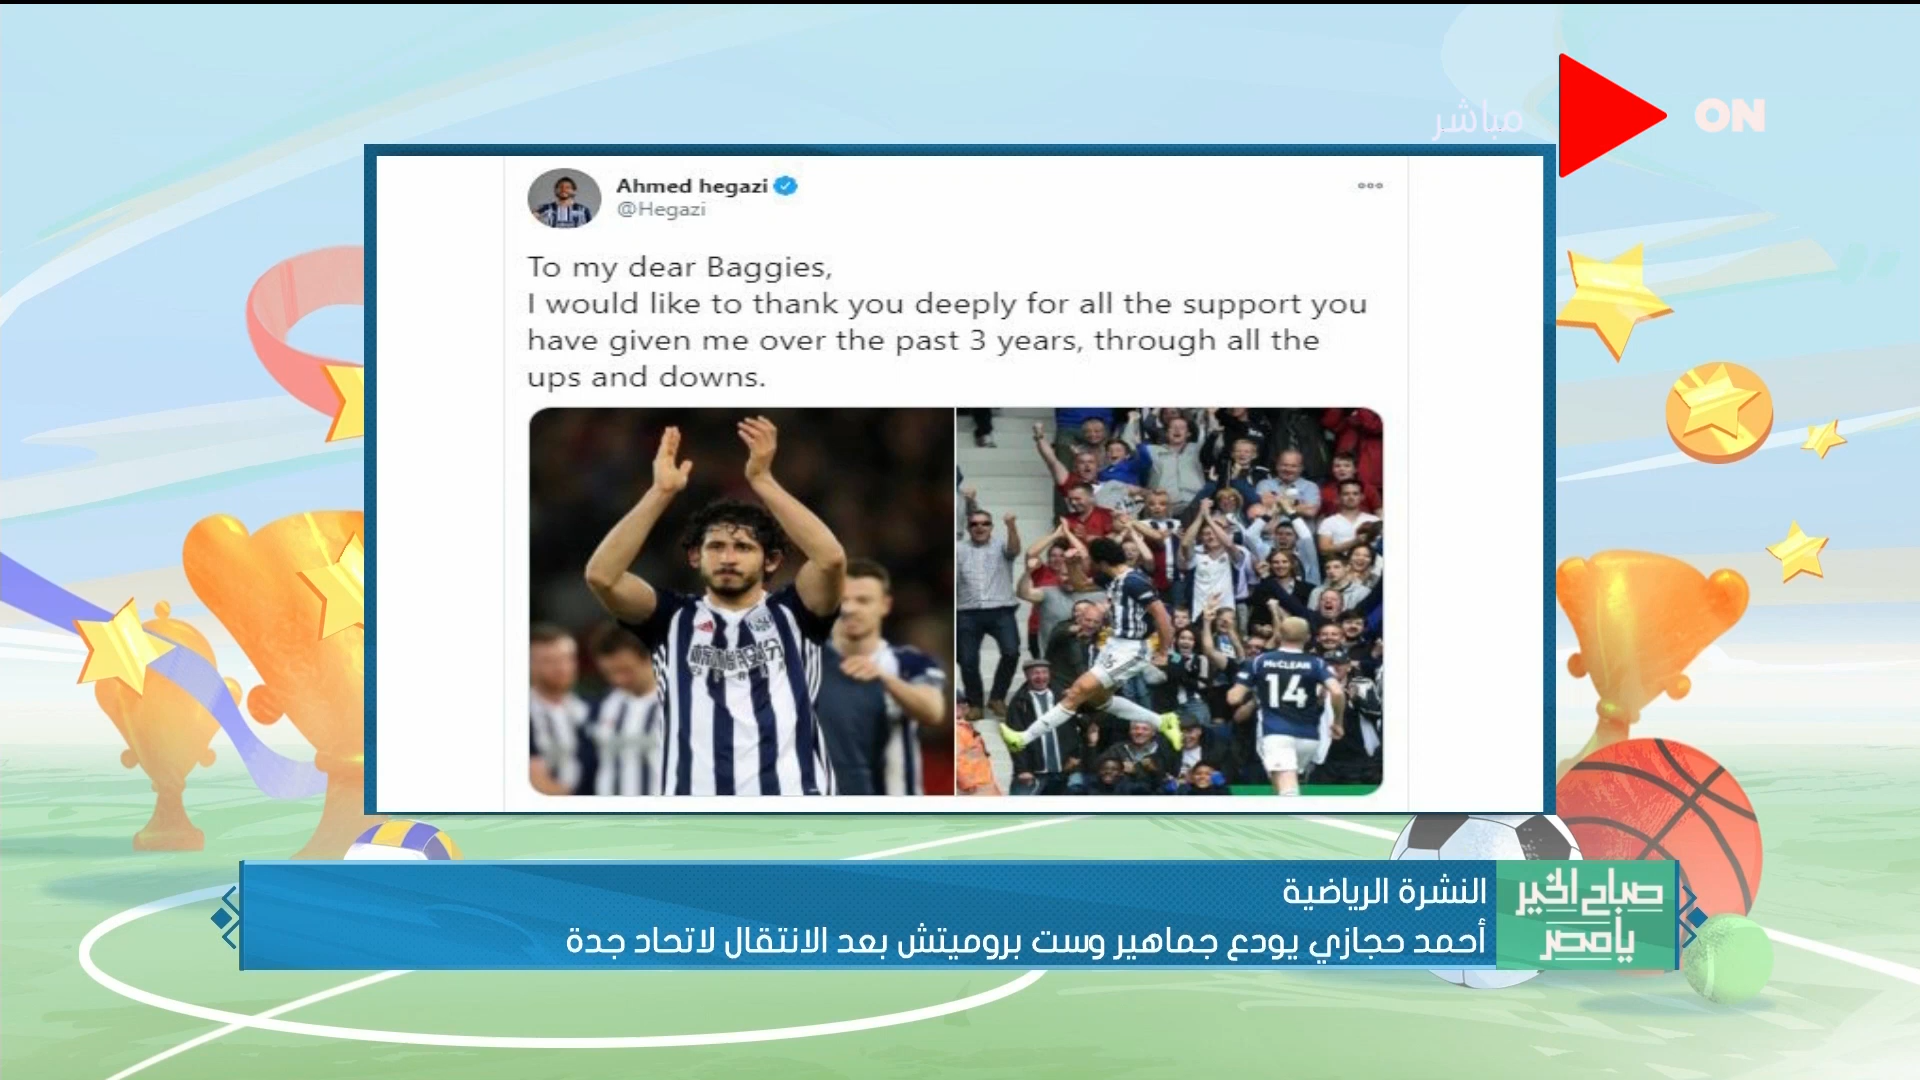 ON
مباشر
Ahmed hegazi
@Hegazi
To my dear Baggies,
I would like to thank you deeply for all the support you
have given me over the past 3 years, through all the
ups and downs.
McCLEAN
14
النشرة الرياضية
أحمد حجازي يودع جماهير وست بروميتش بعد الانتقال لاتحاد جدة
صباح الخير
يا مصر